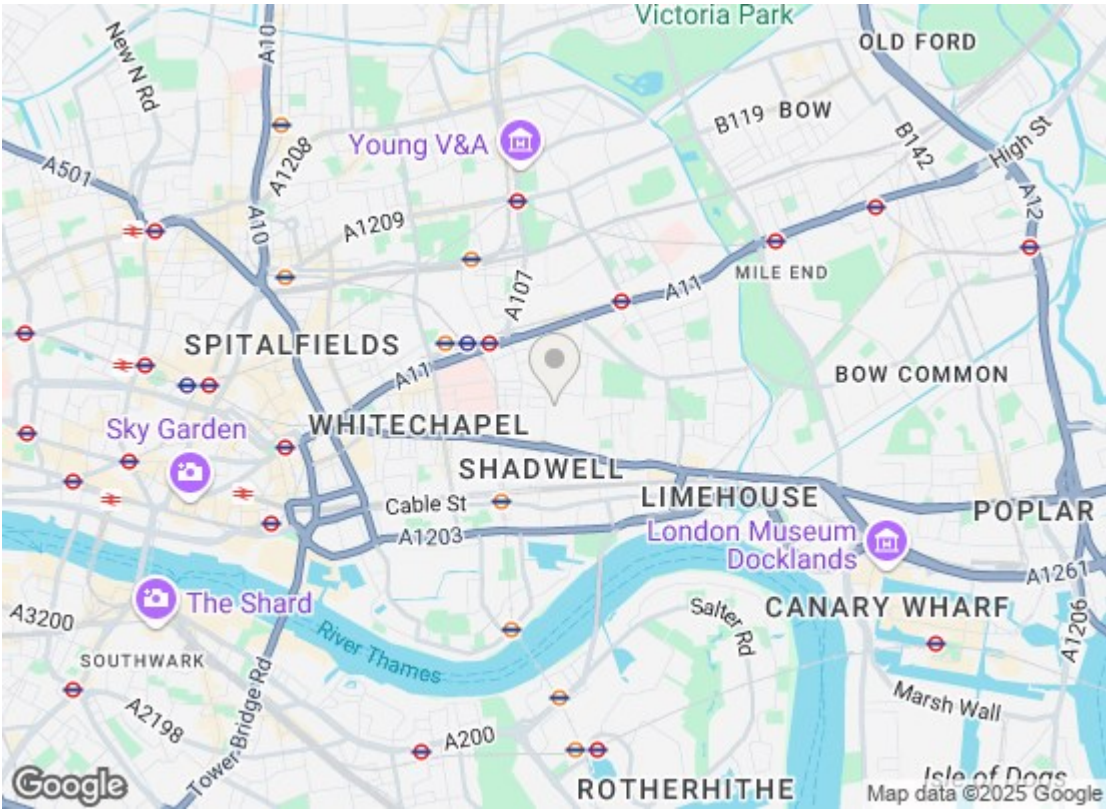 Victoria Park
OLD FORD
New N Rd
A10
A1208
Young V&A
B119
BOW
B142
High St
A501
A10
A1209
A12
A107
MILE END
A11
SPITALFIELDS
A11
BOW COMMON
WHITECHAPEL
Sky Garden
SHADWELL
Cable St
LIMEHOUSE
POPLAR
A1203
London Museum
Docklands
A1261
The Shard
A3200
River Thames
Salter Rd
CANARY WHARF
A1206
SOUTHWARK
Tower Bridge Rd
Marsh Wall
A2198
A200
Isle of Dogs
ROTHERHITHE
Google
Map data ©2025 Google